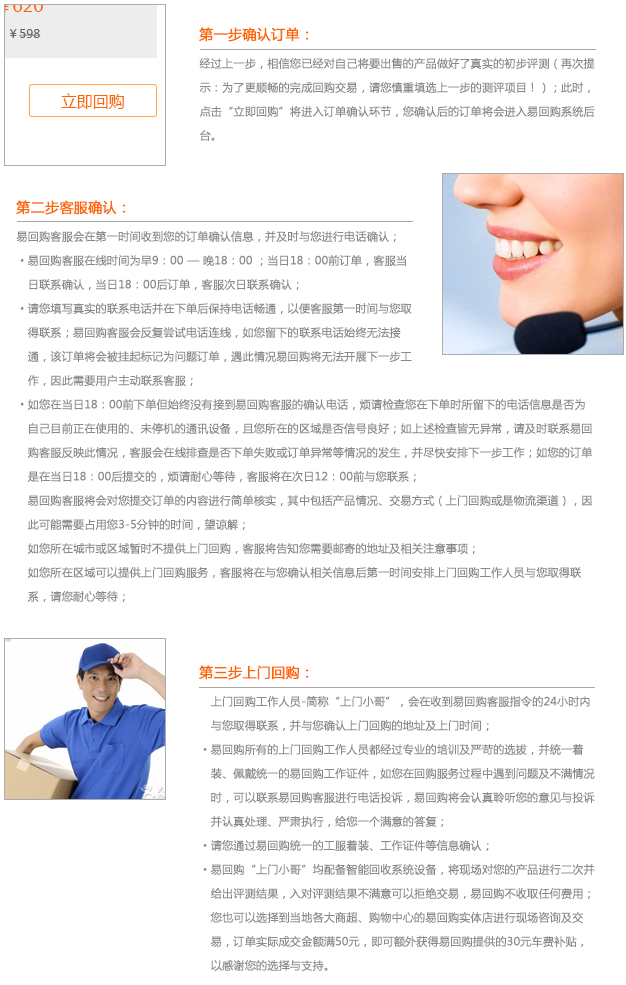 ¥ 620
¥ 598
立即回购
第一步确认订单：
经过上一步，相信您已经对自己将要出售的产品做好了真实的初步评测（再次提
示：为了更顺畅的完成回购交易，请您慎重填选上一步的测评项目！）；此时，
点击“立即回购”将进入订单确认环节，您确认后的订单将会进入易回购系统后
台。
第二步客服确认：
易回购客服会在第一时间收到您的订单确认信息，并及时与您进行电话确认；
·易回购客服在线时间为早9：00 — 晚18：00 ；当日18：00前订单，客服当
日联系确认，当日18：00后订单，客服次日联系确认；
·请您填写真实的联系电话并在下单后保持电话畅通，以便客服第一时间与您取
得联系；易回购客服会反复尝试电话连线，如您留下的联系电话始终无法接
通，该订单将会被挂起标记为问题订单，遇此情况易回购将无法开展下一步工
作，因此需要用户主动联系客服；
·如您在当日18：00前下单但始终没有接到易回购客服的确认电话，烦请检查您在下单时所留下的电话信息是否为
自己目前正在使用的、未停机的通讯设备，且您所在的区域是否信号良好；如上述检查皆无异常，请及时联系易回
购客服反映此情况，客服会在线排查是否下单失败或订单异常等情况的发生，并尽快安排下一步工作；如您的订单
是在当日18：00后提交的，烦请耐心等待，客服将在次日12：00前与您联系；
易回购客服将会对您提交订单的内容进行简单核实，其中包括产品情况、交易方式（上门回购或是物流渠道），因
此可能需要占用您3-5分钟的时间，望谅解；
如您所在城市或区域暂时不提供上门回购，客服将告知您需要邮寄的地址及相关注意事项；
如您所在区域可以提供上门回购服务，客服将在与您确认相关信息后第一时间安排上门回购工作人员与您取得联
系，请您耐心等待；
第三步上门回购：
上门回购工作人员-简称“上门小哥”，会在收到易回购客服指令的24小时内
与您取得联系，并与您确认上门回购的地址及上门时间；
·易回购所有的上门回购工作人员都经过专业的培训及严苛的选拔，并统一着
装、佩戴统一的易回购工作证件，如您在回购服务过程中遇到问题及不满情况
时，可以联系易回购客服进行电话投诉，易回购将会认真聆听您的意见与投诉
并认真处理、严肃执行，给您一个满意的答复；
·请您通过易回购统一的工服着装、工作证件等信息确认；
·易回购“上门小哥”均配备智能回收系统设备，将现场对您的产品进行二次并
给出评测结果，入对评测结果不满意可以拒绝交易，易回购不收取任何费用；
您也可以选择到当地各大商超、购物中心的易回购实体店进行现场咨询及交
易，订单实际成交金额满50元，即可额外获得易回购提供的30元车费补贴，
以感谢您的选择与支持。